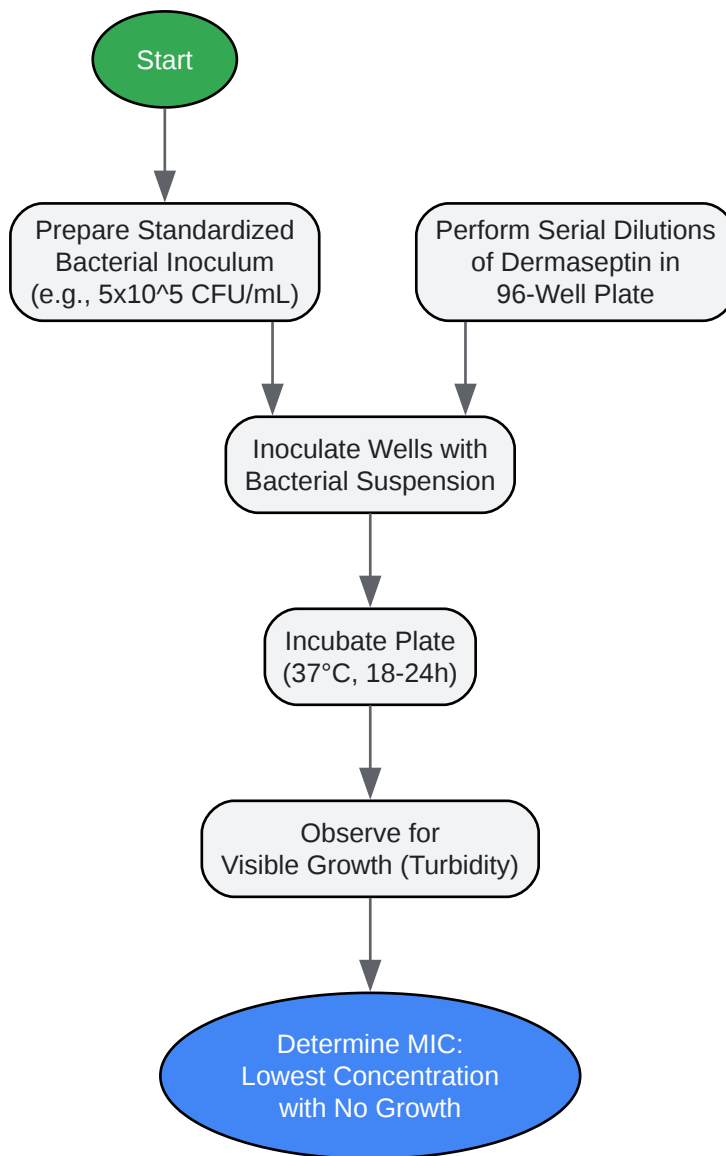 Start
Prepare Standardized
Bacterial Inoculum
(e.g., 5x10^5 CFU/mL)
Perform Serial Dilutions
of Dermaseptin in
96-Well Plate
Inoculate Wells with
Bacterial Suspension
Incubate Plate
(37°C, 18-24h)
Observe for
Visible Growth (Turbidity)
Determine MIC:
Lowest Concentration
with No Growth